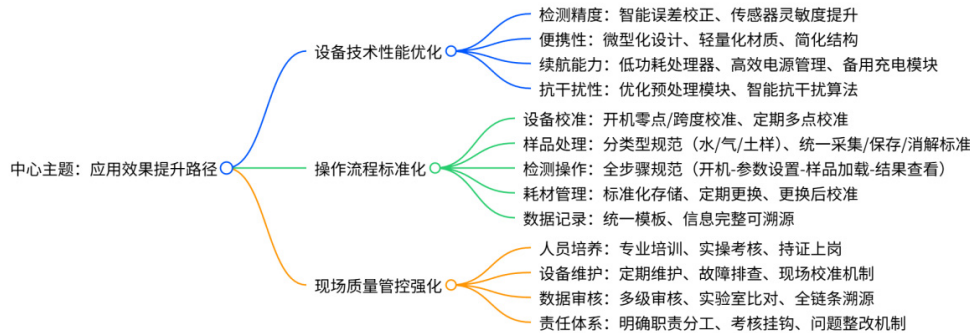 中心主题：应用效果提升路径
设备技术性能优化
检测精度：智能误差校正、传感器灵敏度提升
便携性：微型化设计、轻量化材质、简化结构
续航能力：低功耗处理器、高效电源管理、备用充电模块
抗干扰性：优化预处理模块、智能抗干扰算法
操作流程标准化
设备校准：开机零点/跨度校准、定期多点校准
样品处理：分类型规范（水/气/土样）、统一采集/保存/消解标准
检测操作：全步骤规范（开机-参数设置-样品加载-结果查看）
耗材管理：标准化存储、定期更换、更换后校准
数据记录：统一模板、信息完整可溯源
现场质量管控强化
人员培养：专业培训、实操考核、持证上岗
设备维护：定期维护、故障排查、现场校准机制
数据审核：多级审核、实验室比对、全链条溯源
责任体系：明确职责分工、考核挂钩、问题整改机制